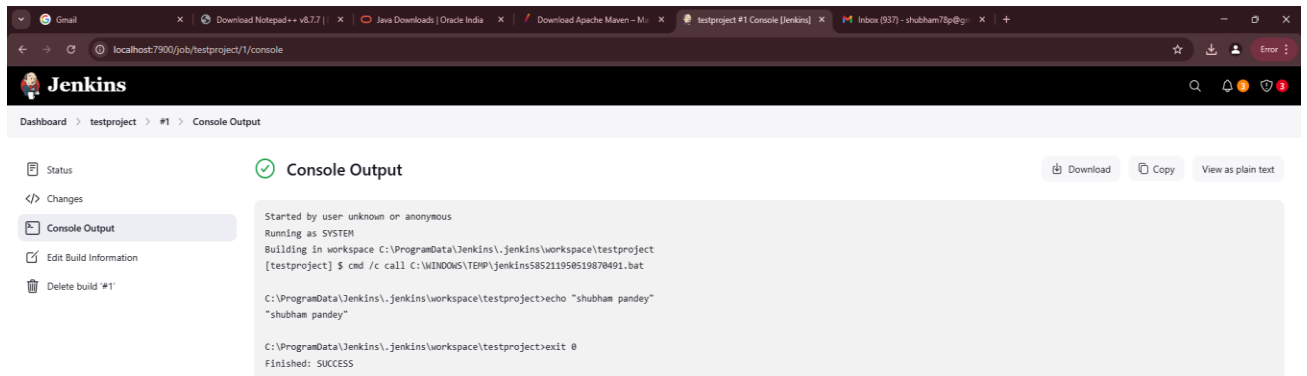 Gmail
Download Notepad++ v8.7.7 |
Java Downloads | Oracle India
Download Apache Maven – Ma
testproject #1 Console [Jenkins]
Inbox (937) - shubham78p@gm
localhost:7900/job/testproject/1/console
Error
Jenkins
3
3
Dashboard > testproject > #1 > Console Output
Status
Changes
Console Output
Edit Build Information
Delete build '#1'
Console Output
Download
Copy
View as plain text
Started by user unknown or anonymous
Running as SYSTEM
Building in workspace C:\ProgramData\Jenkins\.jenkins\workspace\testproject
[testproject] $ cmd /c call C:\WINDOWS\TEMP\jenkins585211950519870491.bat
C:\ProgramData\Jenkins\.jenkins\workspace\testproject>echo "shubham pandey"
"shubham pandey"
C:\ProgramData\Jenkins\.jenkins\workspace\testproject>exit 0
Finished: SUCCESS